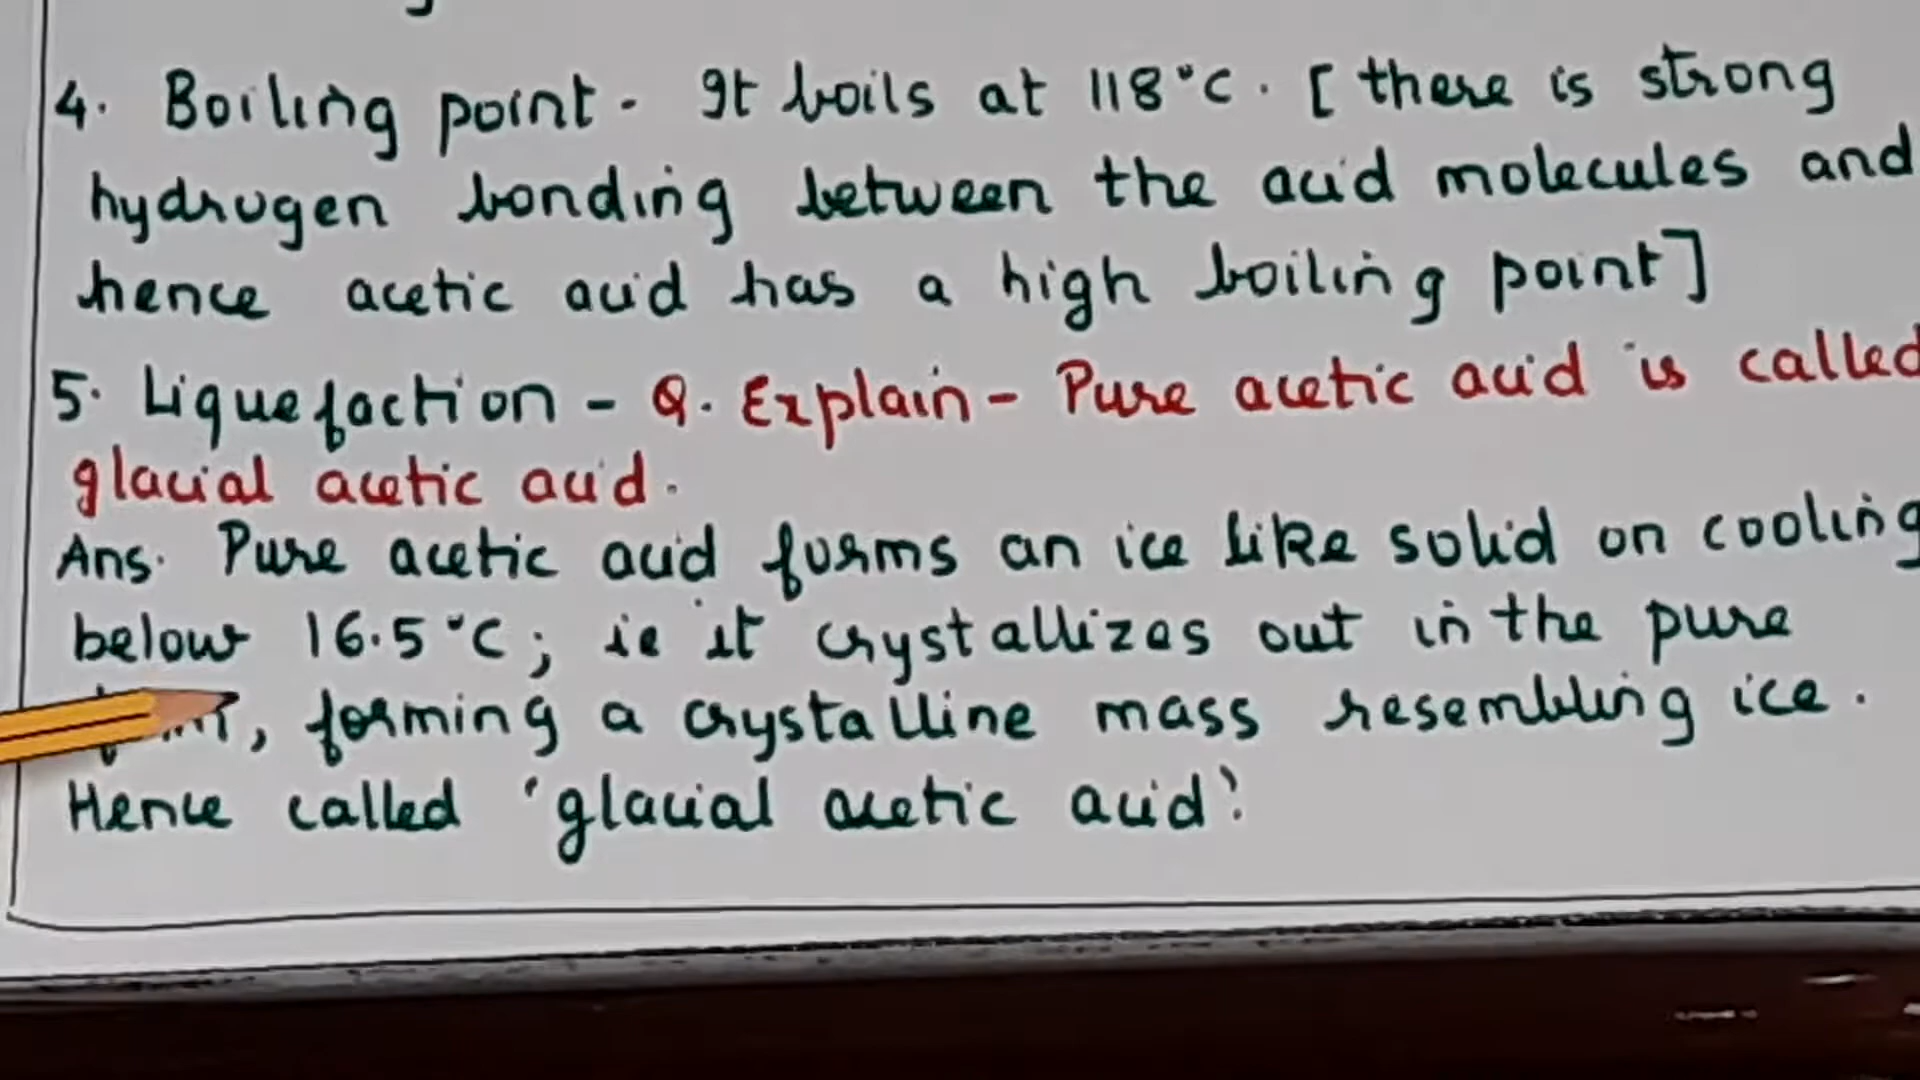 4. Boiling point - It boils at 118°C. [there is strong
hydrogen bonding between the acid molecules and
hence acetic acid has a high boiling point]
5. Liquefaction - Q. Explain - Pure acetic acid is called
glacial acetic acid.
Ans. Pure acetic acid forms an ice like solid on cooling
below 16.5°C; ie it crystallizes out in the pure
, forming a crystalline mass resembling ice.
Hence called 'glacial acetic acid'.